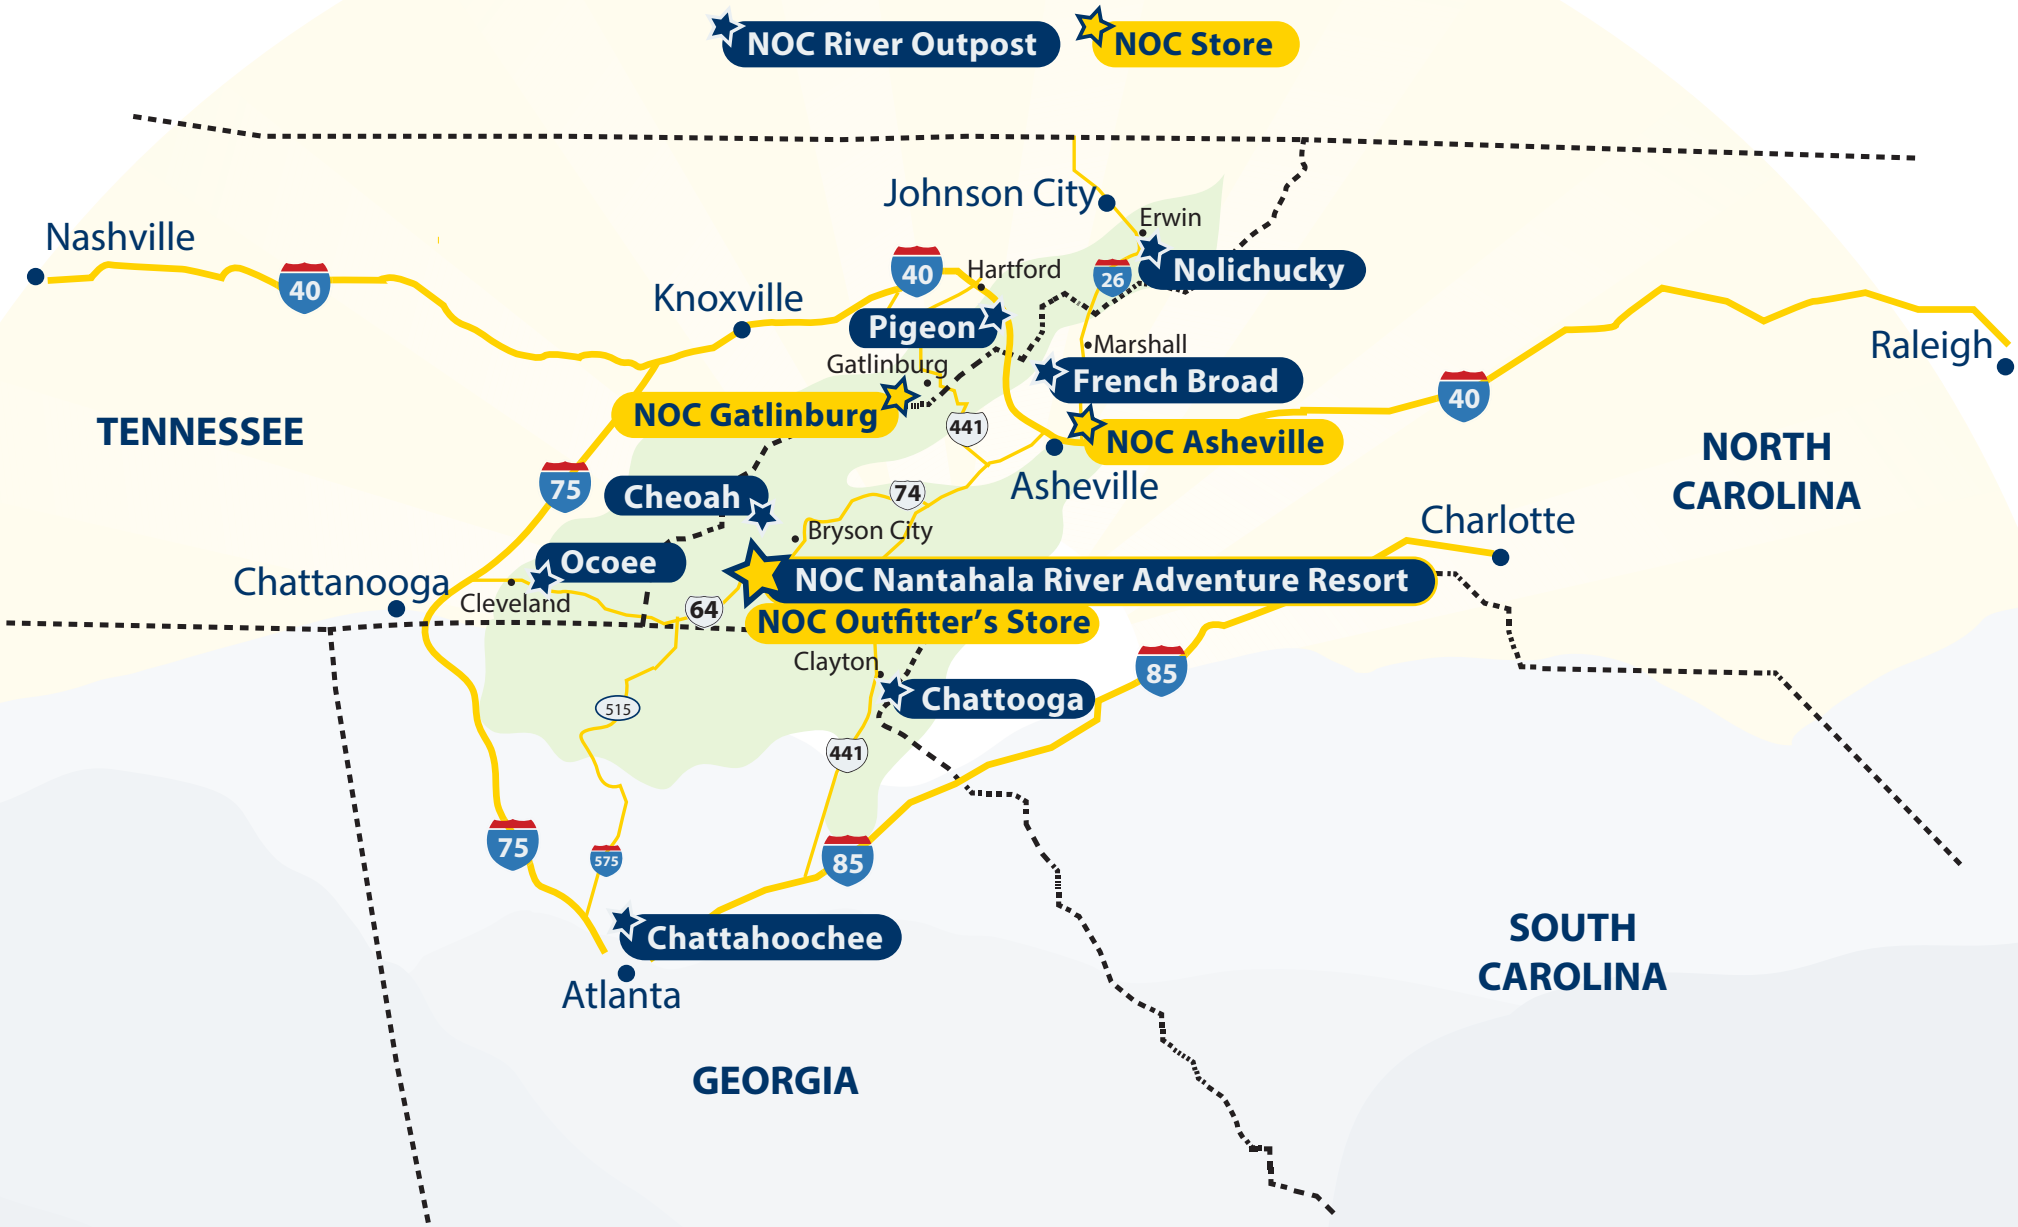 NOC River Outpost
NOC Store
Johnson City
Erwin
Nashville
40
40
Hartford
26
Nolichucky
Knoxville
Pigeon
Marshall
Raleigh
Gatlinburg
French Broad
40
NOC Gatlinburg
441
NOC Asheville
TENNESSEE
NORTH
CAROLINA
75
Cheoah
74
Asheville
Bryson City
Charlotte
Ocoee
Chattanooga
Cleveland
NOC Nantahala River Adventure Resort
64
NOC Outfitter's Store
Clayton
85
Chattooga
515
441
75
575
85
Chattahoochee
Atlanta
SOUTH
CAROLINA
GEORGIA